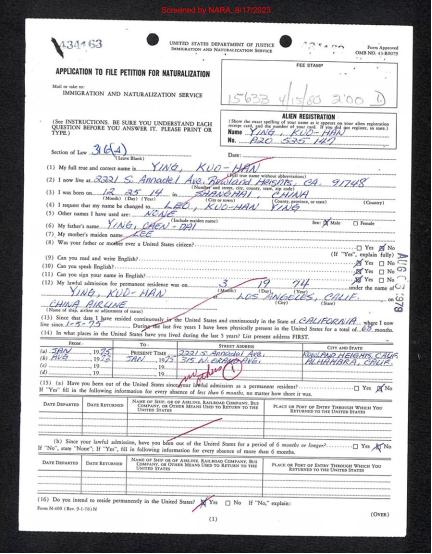 Screened by NARA, 8/17/2023
434163
UNITED STATES DEPARTMENT OF JUSTICE
IMMIGRATION AND NATURALIZATION SERVICE
Form Approved
OMB NO. 43-R0079
APPLICATION TO FILE PETITION FOR NATURALIZATION
FEE STAMP
Mail or take to:
IMMIGRATION AND NATURALIZATION SERVICE
15633 4/15/80 2'00 D
(See INSTRUCTIONS. BE SURE YOU UNDERSTAND EACH QUESTION BEFORE YOU ANSWER IT. PLEASE PRINT OR TYPE.)
ALIEN REGISTRATION
(Show the exact spelling of your name as it appears on your alien registration receipt card, and the number of your card. If you did not register, so state.)
Name YING, KUO-HAN
No. A20 525 147
Section of Law 316(A)
(Leave Blank)
Date:
(1) My full true and correct name is YING, KUO-HAN
(Full true name without abbreviations)
(2) I now live at 2221 S. Annadel Ave. Rowland Heights, CA. 91748
(Number and street, city, county, state, zip code)
(3) I was born on 12 25 14 in SHANGHAI, CHINA
(Month) (Day) (Year) (City or town) (County, province, or state) (Country)
(4) I request that my name be changed to LEO, KUO-HAN YING
(5) Other names I have used are: NONE
(Include maiden name)
Sex: Male Female
(6) My father's name YING,
(7) My mother's maiden name
(8) Was your father or mother ever a United States citizen? Yes No
(If "Yes", explain fully)
(9) Can you read and write English? Yes No
(10) Can you speak English? Yes No
(11) Can you sign your name in English? Yes No
(12) My lawful admission for permanent residence was on 3 19 74 under the name of
(Month) (Day) (Year)
YING, KUO-HAN at LOS ANGELES, CALIF.
(City) (State)
on CHINA AIRLINE
(Name of ship, airline or adjustment of name)
(13) Since that date I have resided continuously in the United States and continuously in the State of CALIFORNIA where I now
live since 1-5-75. During the last five years I have been physically present in the United States for a total of 60 months.
(14) In what places in the United States have you lived during the last 5 years? List present address FIRST.
FROM— TO— STREET ADDRESS CITY AND STATE
(a) JAN 1975 PRESENT TIME 2221 S Annadel Ave. ROWLAND HEIGHTS, CALIF.
(b) 19 JAN 1975 315 N. ALHAMBRA, CALIF.
(c) 19 19
(d) 19 19
(15) (a) Have you been out of the United States since your lawful admission as a permanent resident? Yes No
If "Yes" fill in the following information for every absence of less than 6 months, no matter how short it was.
DATE DEPARTED DATE RETURNED NAME OF SHIP OR OF AIRLINE, RAILROAD COMPANY, BUS COMPANY, OR OTHER MEANS USED TO RETURN TO THE UNITED STATES PLACE OR PORT OF ENTRY THROUGH WHICH YOU RETURNED TO THE UNITED STATES
(b) Since your lawful admission, have you been out of the United States for a period of 6 months or longer? Yes No
If "No", state "None"; If "Yes", fill in following information for every absence of more than 6 months.
DATE DEPARTED DATE RETURNED NAME OF SHIP OR OF AIRLINE, RAILROAD COMPANY, BUS COMPANY, OR OTHER MEANS USED TO RETURN TO THE UNITED STATES PLACE OR PORT OF ENTRY THROUGH WHICH YOU RETURNED TO THE UNITED STATES
(16) Do you intend to reside permanently in the United States? Yes No If "No," explain:
Form N-400
(1)
(OVER)